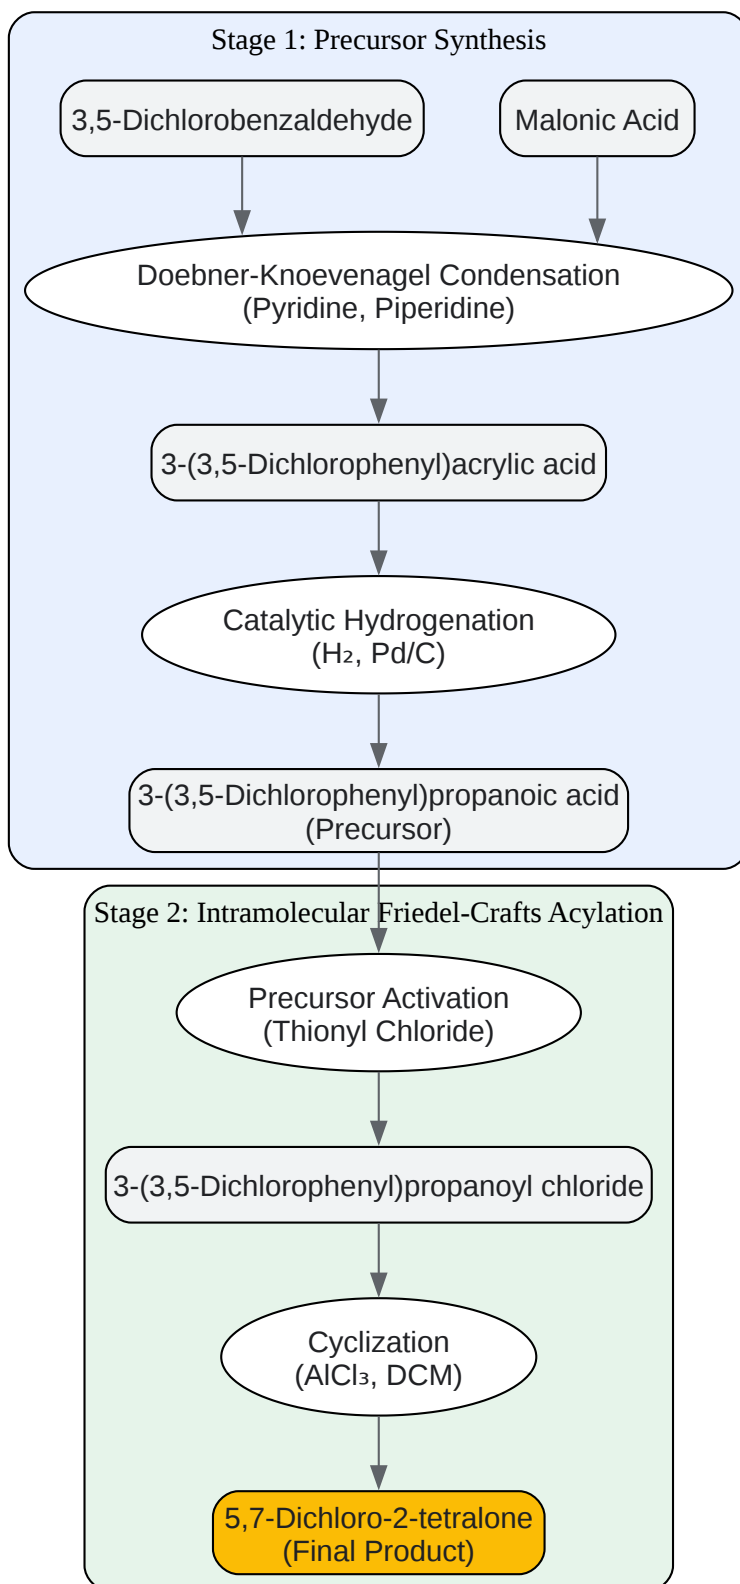 Stage 1: Precursor Synthesis
3,5-Dichlorobenzaldehyde
Malonic Acid
Doebner-Knoevenagel Condensation
(Pyridine, Piperidine)
3-(3,5-Dichlorophenyl)acrylic acid
Catalytic Hydrogenation
(H₂, Pd/C)
3-(3,5-Dichlorophenyl)propanoic acid
(Precursor)
Stage 2: Intramolecular Friedel-Crafts Acylation
Precursor Activation
(Thionyl Chloride)
3-(3,5-Dichlorophenyl)propanoyl chloride
Cyclization
(AlCl₃, DCM)
5,7-Dichloro-2-tetralone
(Final Product)